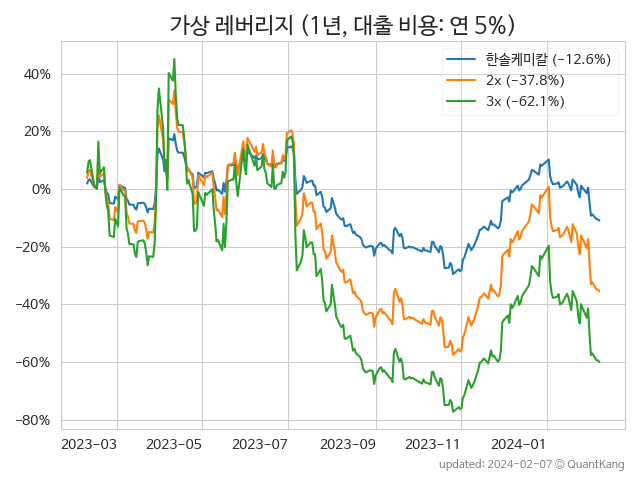 가상 레버리지 (1년, 대출 비용: 연 5%)
한솔케미칼 (−12.6%)
2x (−37.8%)
3x (−62.1%)
40%
20%
0%
−20%
−40%
−60%
−80%
2023-03 2023-05 2023-07 2023-09 2023-11 2024-01
updated: 2024-02-07 © QuantKang